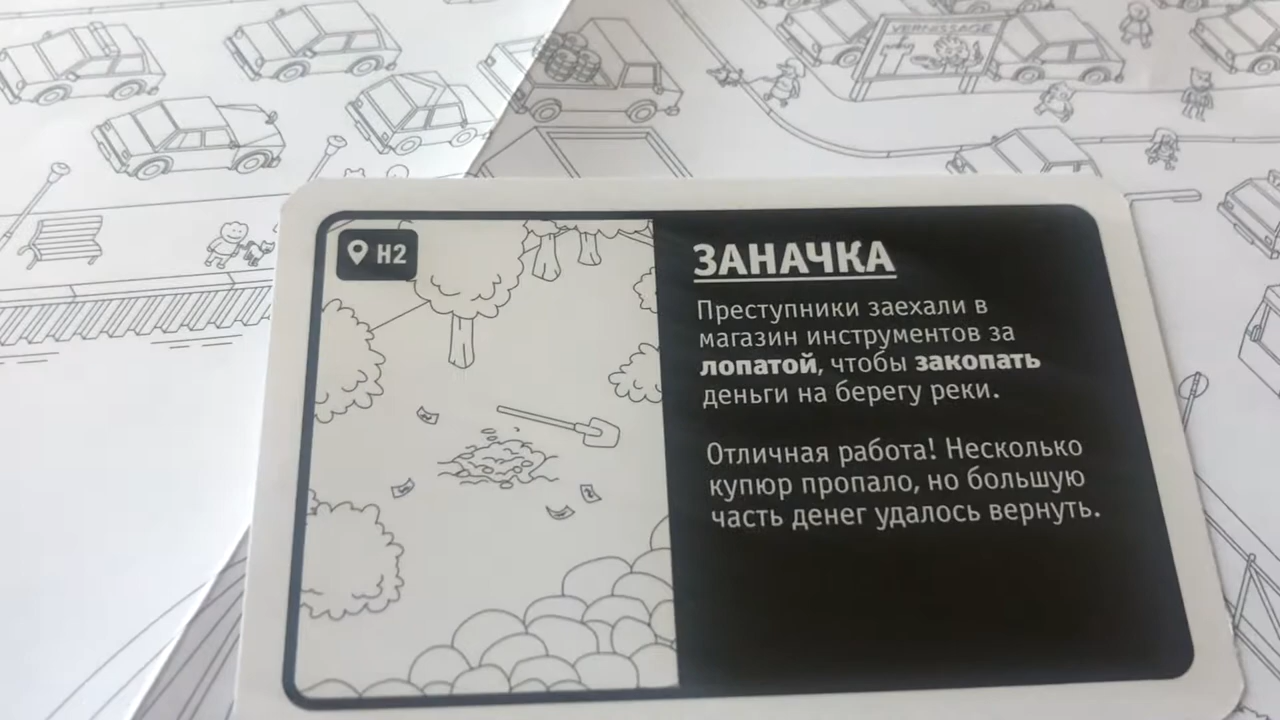 VERNISSAGE
H2
ЗАНАЧКА
Преступники заехали в
магазин инструментов за
лопатой, чтобы закопать
деньги на берегу реки.
Отличная работа! Несколько
купюр пропало, но большую
часть денег удалось вернуть.